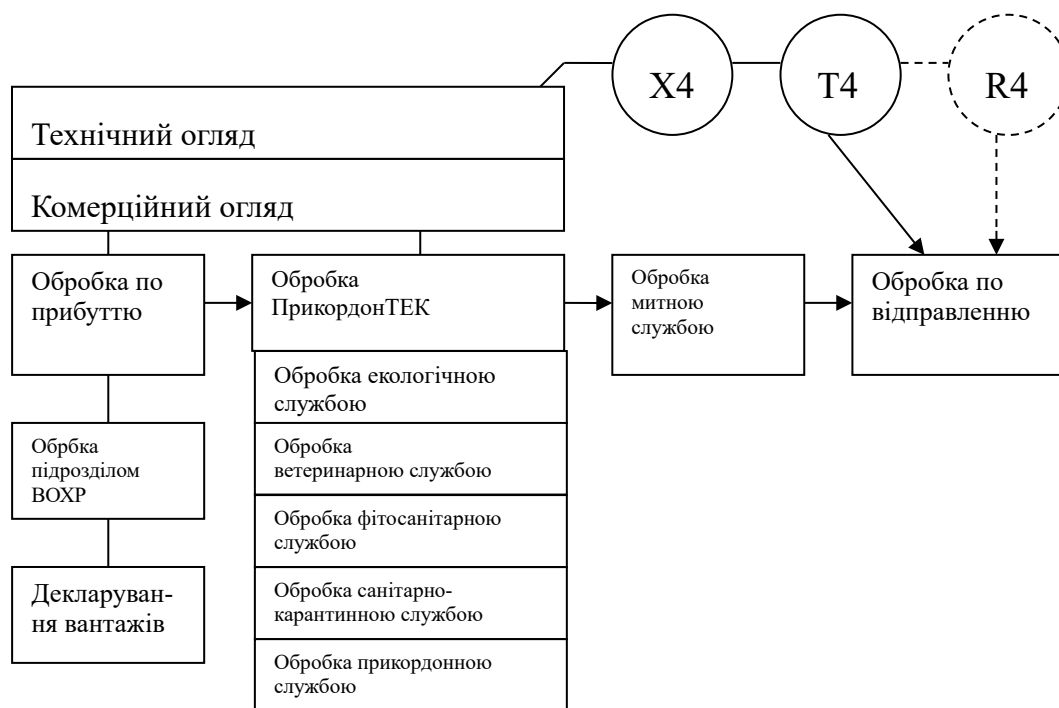 X4
T4
R4
Технічний огляд
Комерційний огляд
Обробка по
прибуттю
Обробка
ПрикордонТЕК
Обробка
митною
службою
Обробка по
відправленню
Обробка екологічною
службою
Обрбка
підрозділом
ВОХР
Обробка
ветеринарною службою
Обробка фітосанітарною
службою
Декларуван-
ня вантажів
Обробка санітарно-
карантинною службою
Обробка прикордонною
службою